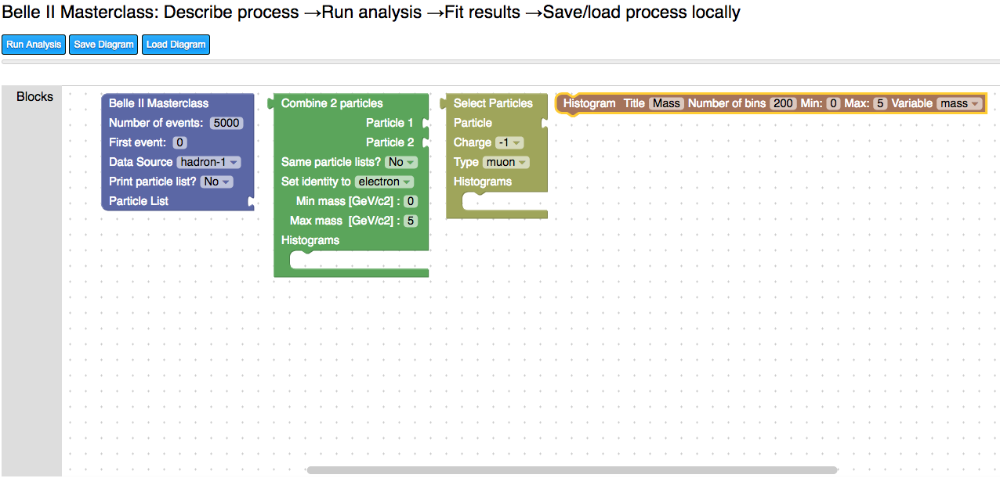 Belle II Masterclass: Describe process →Run analysis →Fit results →Save/load process locally
Run Analysis
Save Diagram
Load Diagram
Blocks
Belle II Masterclass
Number of events: 5000
First event: 0
Data Source hadron-1
Print particle list? No
Particle List
Combine 2 particles
Particle 1
Particle 2
Same particle lists? No
Set identity to electron
Min mass [GeV/c2] : 0
Max mass [GeV/c2] : 5
Histograms
Select Particles
Particle
Charge -1
Type muon
Histograms
Histogram Title Mass Number of bins 200 Min: 0 Max: 5 Variable mass